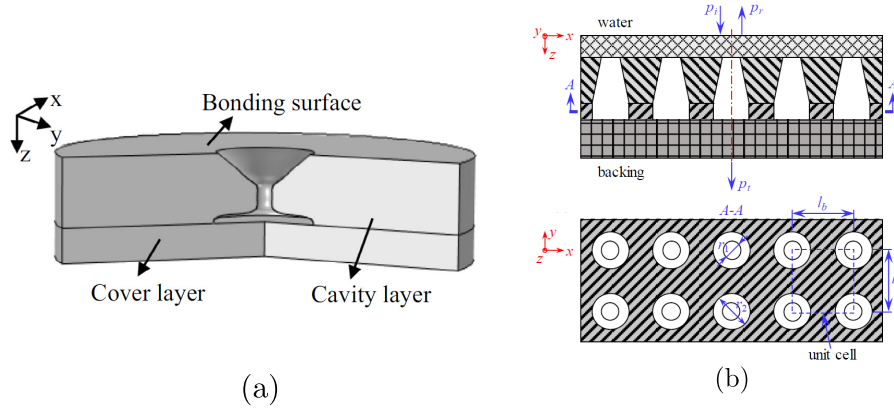 x
y
z
Bonding surface
Cover layer
Cavity layer
(a)
water
p_i
p_r
y
x
z
A
A
backing
p_t
A-A
l_b
y
x
z
r_1
r_2
unit cell
(b)